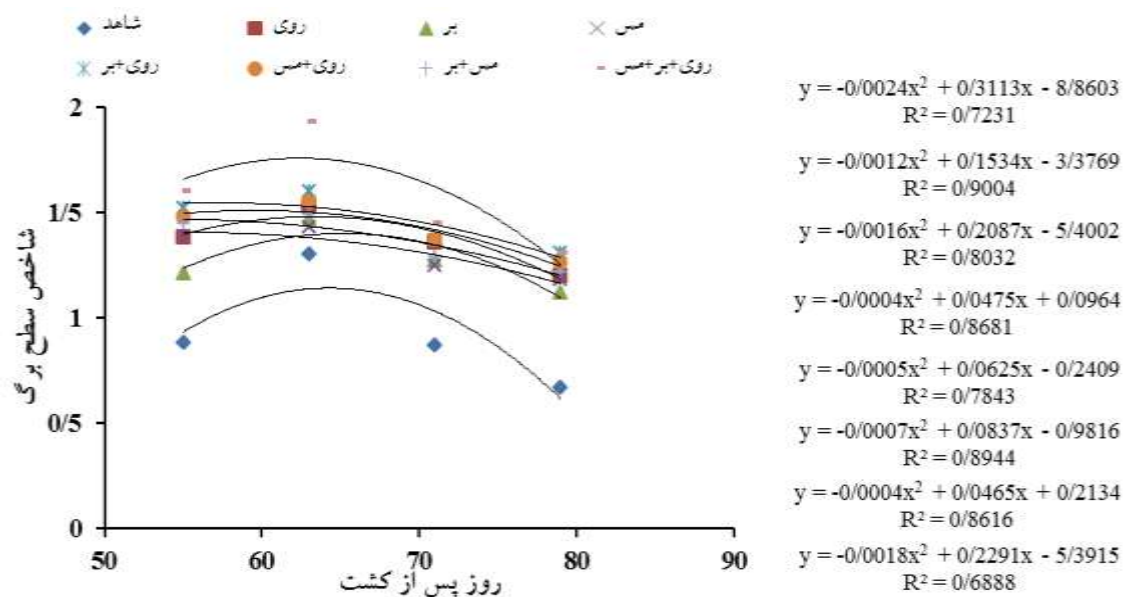 شاهد روی بر مس
روی+بر روی+مس مس+بر روی+بر+مس
2
1/5
1
0/5
0
50 60 70 80 90
شاخص سطح برگ
روز پس از کشت
y = -0/0024x² + 0/3113x - 8/8603
R² = 0/7231
y = -0/0012x² + 0/1534x - 3/3769
R² = 0/9004
y = -0/0016x² + 0/2087x - 5/4002
R² = 0/8032
y = -0/0004x² + 0/0475x + 0/0964
R² = 0/8681
y = -0/0005x² + 0/0625x - 0/2409
R² = 0/7843
y = -0/0007x² + 0/0837x - 0/9816
R² = 0/8944
y = -0/0004x² + 0/0465x + 0/2134
R² = 0/8616
y = -0/0018x² + 0/2291x - 5/3915
R² = 0/6888